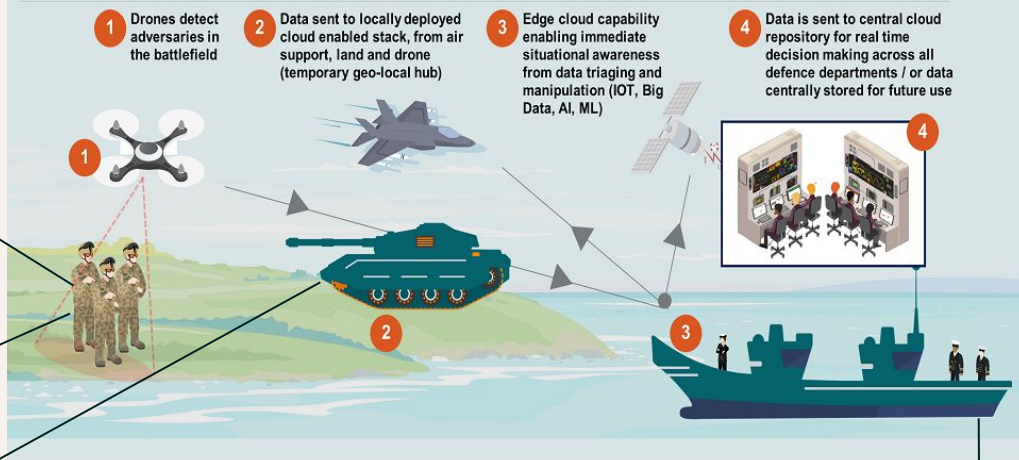 1 Drones detect
adversaries in
the battlefield
2 Data sent to locally deployed
cloud enabled stack, from air
support, land and drone
(temporary geo-local hub)
3 Edge cloud capability
enabling immediate
situational awareness
from data triaging and
manipulation (IOT, Big
Data, AI, ML)
4 Data is sent to central cloud
repository for real time
decision making across all
defence departments / or data
centrally stored for future use
1
4
2
3